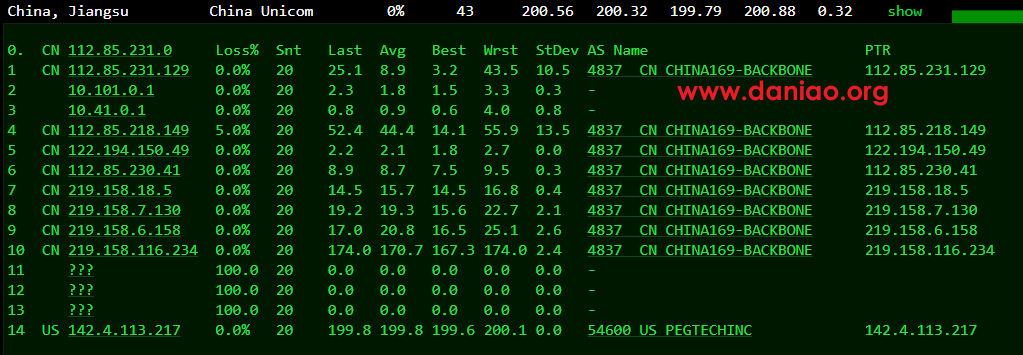 China, Jiangsu China Unicom 0% 43 200.56 200.32 199.79 200.88 0.32 show
0. CN 112.85.231.0 Loss% Snt Last Avg Best Wrst StDev AS Name PTR
1 CN 112.85.231.129 0.0% 20 25.1 8.9 3.2 43.5 10.5 4837 CN CHINA169-BACKBONE 112.85.231.129
2 10.101.0.1 0.0% 20 2.3 1.8 1.5 3.3 0.3 -
www.daniao.org
3 10.41.0.1 0.0% 20 0.8 0.9 0.6 4.0 0.8 -
4 CN 112.85.218.149 5.0% 20 52.4 44.4 14.1 55.9 13.5 4837 CN CHINA169-BACKBONE 112.85.218.149
5 CN 122.194.150.49 0.0% 20 2.2 2.1 1.8 2.7 0.0 4837 CN CHINA169-BACKBONE 122.194.150.49
6 CN 112.85.230.41 0.0% 20 8.9 8.7 7.5 9.5 0.3 4837 CN CHINA169-BACKBONE 112.85.230.41
7 CN 219.158.18.5 0.0% 20 14.5 15.7 14.5 16.8 0.4 4837 CN CHINA169-BACKBONE 219.158.18.5
8 CN 219.158.7.130 0.0% 20 19.2 19.3 15.6 22.7 2.1 4837 CN CHINA169-BACKBONE 219.158.7.130
9 CN 219.158.6.158 0.0% 20 17.0 20.8 16.5 25.1 2.6 4837 CN CHINA169-BACKBONE 219.158.6.158
10 CN 219.158.116.234 0.0% 20 174.0 170.7 167.3 174.0 2.4 4837 CN CHINA169-BACKBONE 219.158.116.234
11 ??? 100.0 20 0.0 0.0 0.0 0.0 0.0 -
12 ??? 100.0 20 0.0 0.0 0.0 0.0 0.0 -
13 ??? 100.0 20 0.0 0.0 0.0 0.0 0.0 -
14 US 142.4.113.217 0.0% 20 199.8 199.8 199.6 200.1 0.0 54600 US PEGTECHINC 142.4.113.217